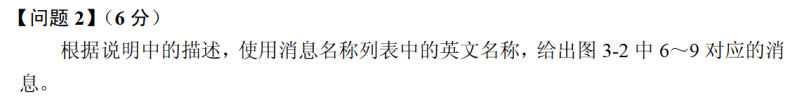 【问题 2】（6 分）
根据说明中的描述，使用消息名称列表中的英文名称，给出图 3-2 中 6～9 对应的消
息。